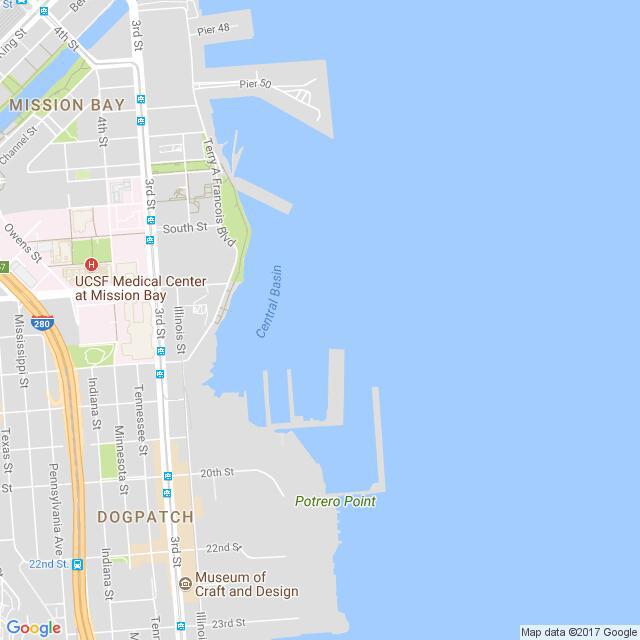 Pier 48
3rd St
4th St
King St
Pier 50
MISSION BAY
4th St
Channel St
Terry A Francois Blvd
3rd St
South St
Owens St
UCSF Medical Center
at Mission Bay
280
Central Basin
3rd St
Illinois St
Mississippi St
Indiana St
Tennessee St
Minnesota St
Texas St
Pennsylvania Ave
20th St
Potrero Point
DOGPATCH
22nd St
22nd St.
3rd St
Indiana St
Museum of
Craft and Design
Illinois
23rd St
Google
Map data ©2017 Google